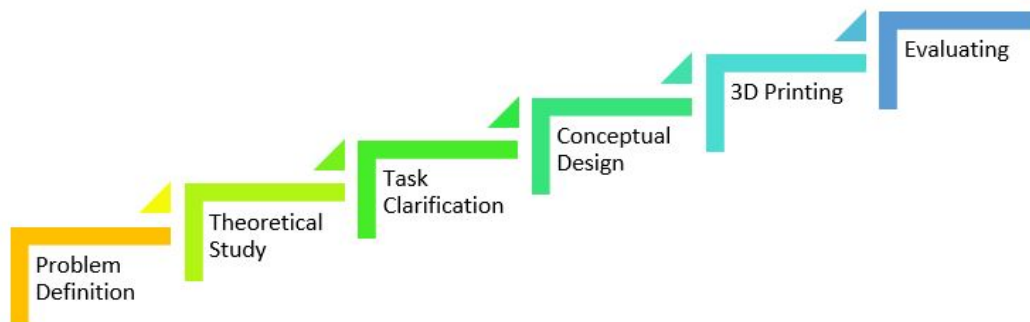 Problem
Definition
Theoretical
Study
Task
Clarification
Conceptual
Design
3D Printing
Evaluating